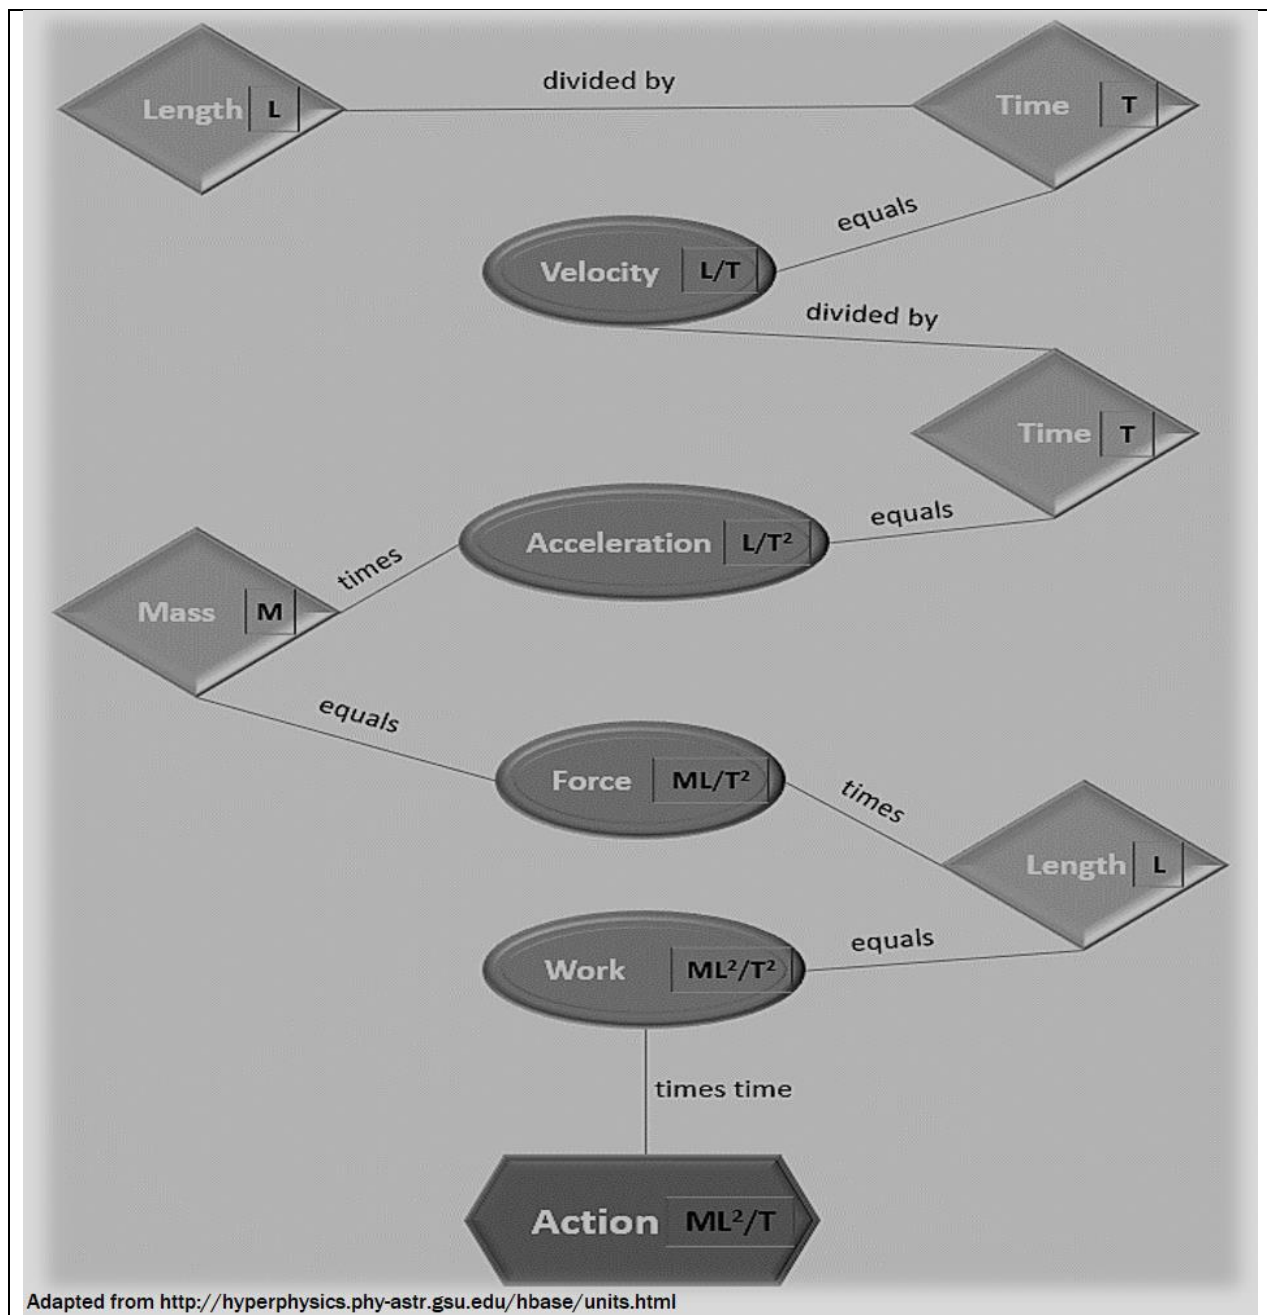 divided by
Length L
Time T
equals
Velocity L/T
divided by
Time T
equals
Acceleration L/T²
times
Mass M
equals
Force ML/T²
times
Length L
equals
Work ML²/T²
times time
Action ML²/T
Adapted from http://hyperphysics.phy-astr.gsu.edu/hbase/units.html